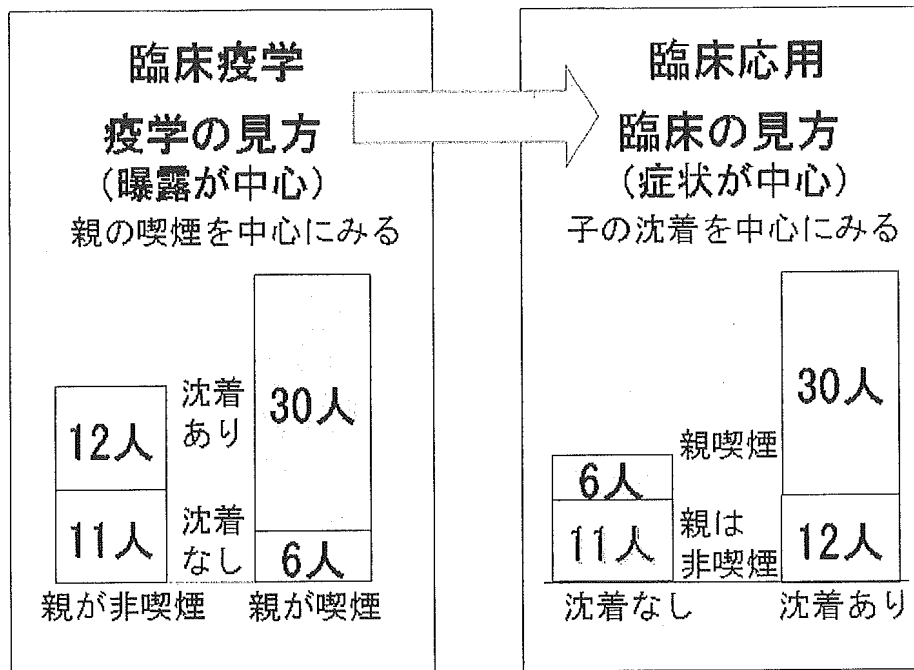 臨床疫学
疫学の見方
(曝露が中心)
親の喫煙を中心にみる
沈着
あり
30人
12人
沈着
なし
11人
6人
親が非喫煙
親が喫煙
臨床応用
臨床の見方
(症状が中心)
子の沈着を中心にみる
30人
親喫煙
6人
親は
非喫煙
11人
12人
沈着なし
沈着あり